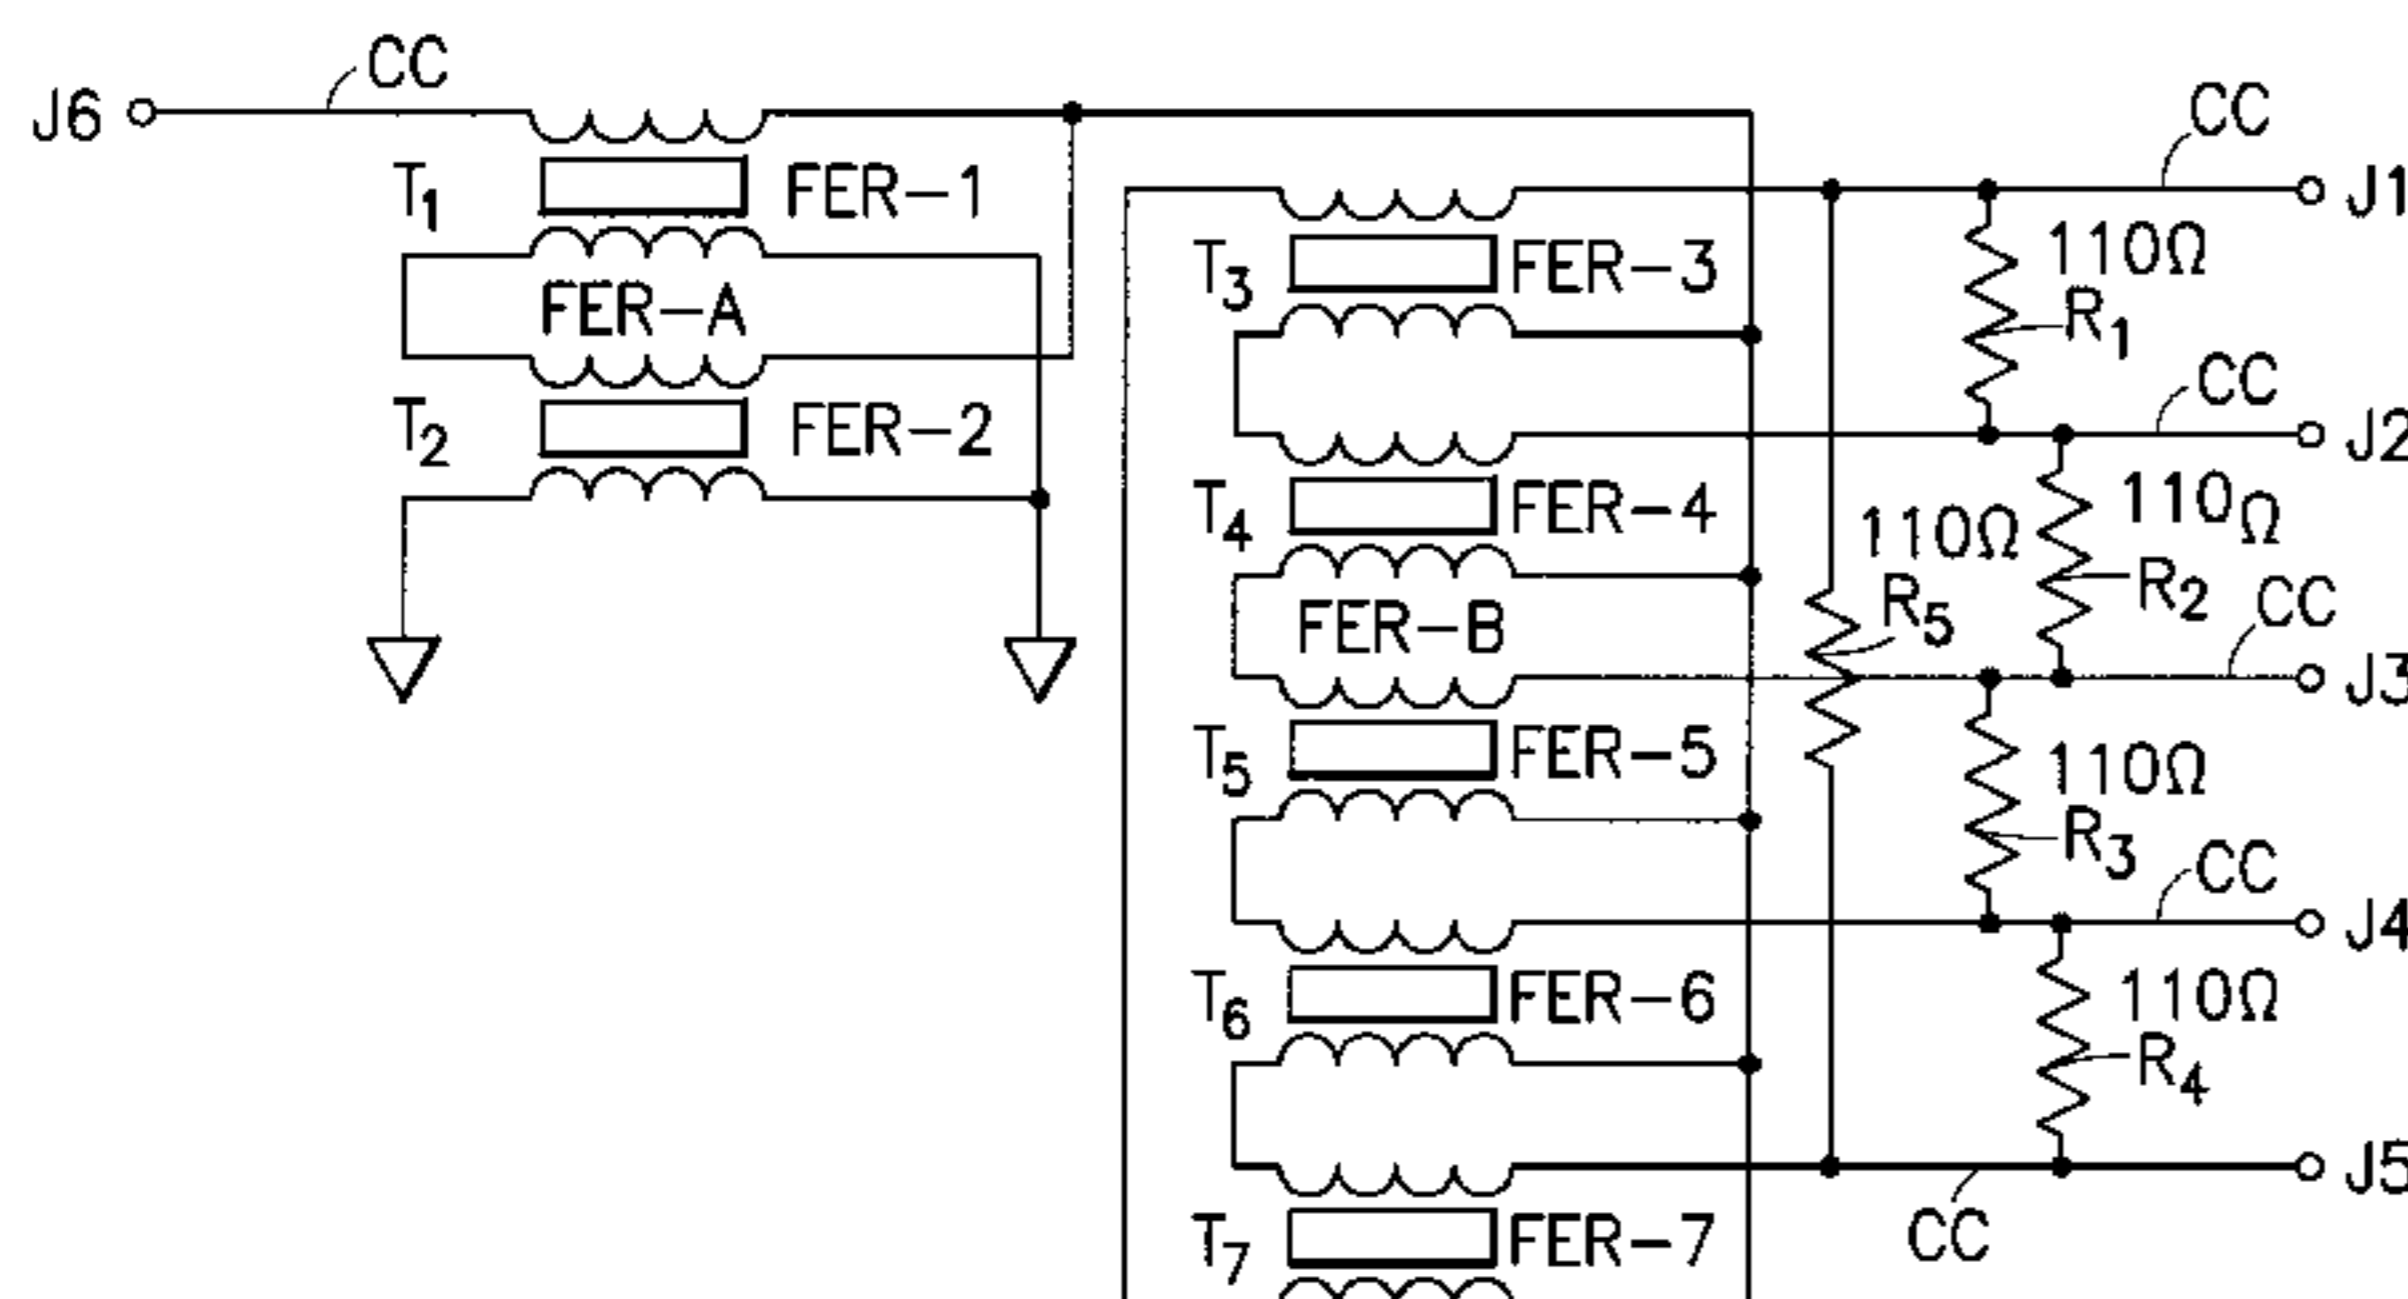 CC
J6
T1 FER-1
FER-A
T2 FER-2
CC
J1
T3 FER-3
110Ω
R1
CC
J2
T4 FER-4
110Ω
R5
110Ω
R2
FER-B
CC
J3
T5 FER-5
110Ω
R3
CC
J4
T6 FER-6
110Ω
R4
J5
T7 FER-7
CC